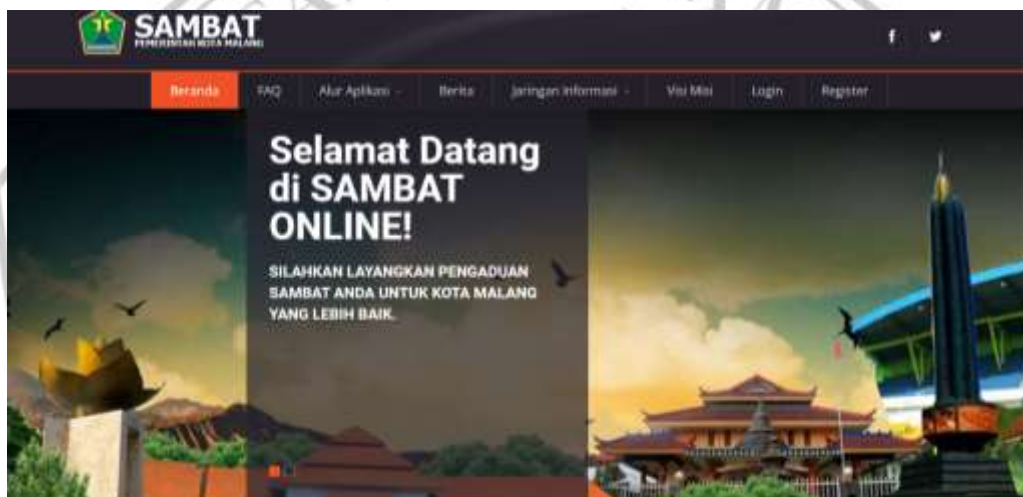 SAMBAT
PEMERINTAH KOTA MALANG
Beranda FAQ Alur Aplikasi Berita Jaringan Informasi Visi Misi Login Register
Selamat Datang
di SAMBAT
ONLINE!
SILAHKAN LAYANGKAN PENGADUAN
SAMBAT ANDA UNTUK KOTA MALANG
YANG LEBIH BAIK.